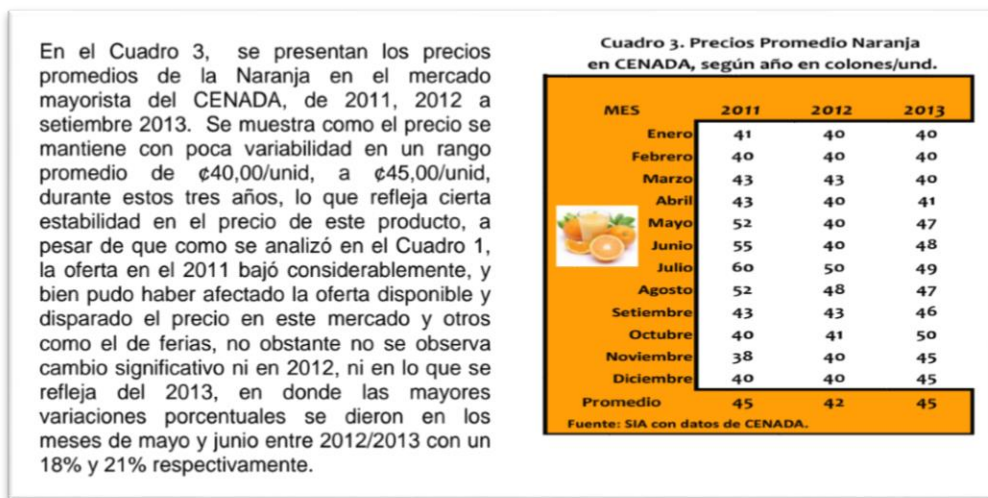 En el Cuadro 3, se presentan los precios
promedios de la Naranja en el mercado
mayorista del CENADA, de 2011, 2012 a
setiembre 2013. Se muestra como el precio se
mantiene con poca variabilidad en un rango
promedio de ¢40,00/unid, a ¢45,00/unid,
durante estos tres años, lo que refleja cierta
estabilidad en el precio de este producto, a
pesar de que como se analizó en el Cuadro 1,
la oferta en el 2011 bajó considerablemente, y
bien pudo haber afectado la oferta disponible y
disparado el precio en este mercado y otros
como el de ferias, no obstante no se observa
cambio significativo ni en 2012, ni en lo que se
refleja del 2013, en donde las mayores
variaciones porcentuales se dieron en los
meses de mayo y junio entre 2012/2013 con un
18% y 21% respectivamente.
Cuadro 3. Precios Promedio Naranja
en CENADA, según año en colones/und.
MES 2011 2012 2013
Enero 41 40 40
Febrero 40 40 40
Marzo 43 43 40
Abril 43 40 41
Mayo 52 40 47
Junio 55 40 48
Julio 60 50 49
Agosto 52 48 47
Setiembre 43 43 46
Octubre 40 41 50
Noviembre 38 40 45
Diciembre 40 40 45
Promedio 45 42 45
Fuente: SIA con datos de CENADA.